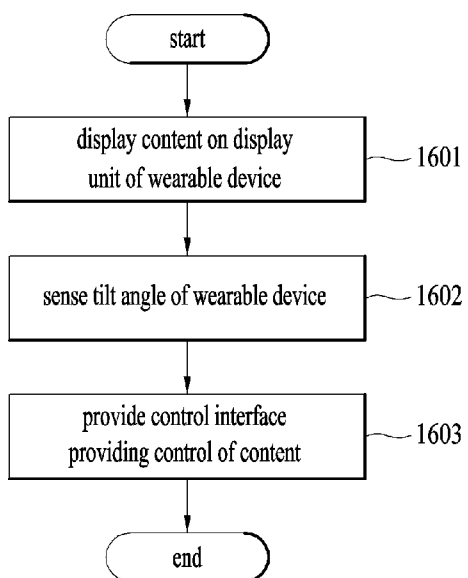 start
display content on display
unit of wearable device
1601
sense tilt angle of wearable device
1602
provide control interface
providing control of content
1603
end